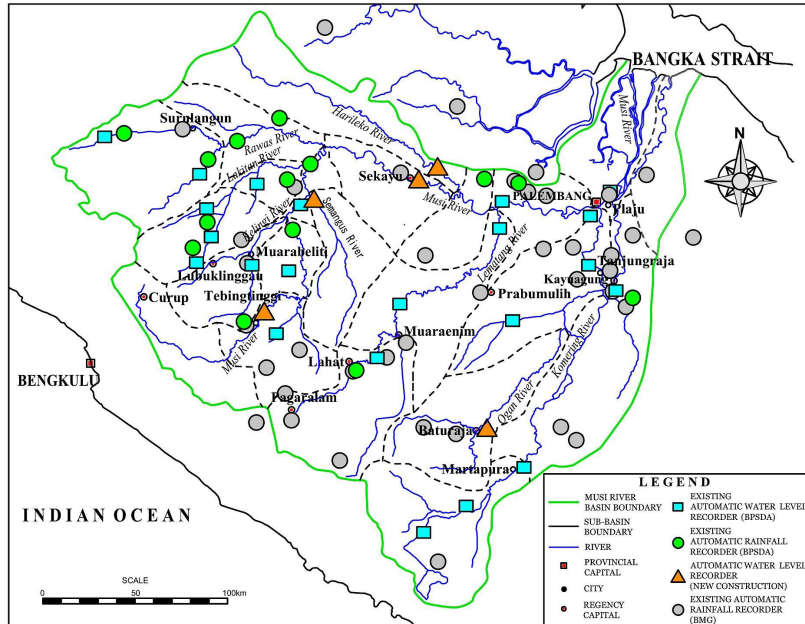 BANGKA STRAIT
Musi River
N
Surulangun
Harileko River
Rawas River
Lakitan River
Sekayu
Musi River
PALEMBANG
Plaju
Kelingi River
Semangus River
Muarabeliti
Lubuklinggau
Lematang River
Tanjungraja
Kayuagung
Curup
Tebingtinggi
Prabumulih
Musi River
Muaraenim
Komering River
Lahat
BENGKULU
Pagaralam
Ogan River
Baturaja
Martapura
INDIAN OCEAN
SCALE
0
100km
LEGEND
MUSI RIVER
BASIN BOUNDARY
SUB-BASIN
BOUNDARY
RIVER
PROVINCIAL
CAPITAL
CITY
REGENCY
CAPITAL
EXISTING
AUTOMATIC WATER LEVEL
RECORDER (BPSDA)
EXISTING
AUTOMATIC RAINFALL
RECORDER (BPSDA)
AUTOMATIC WATER LEVEL
RECORDER
(NEW CONSTRUCTION)
EXISTING AUTOMATIC
RAINFALL RECORDER
(BMG)